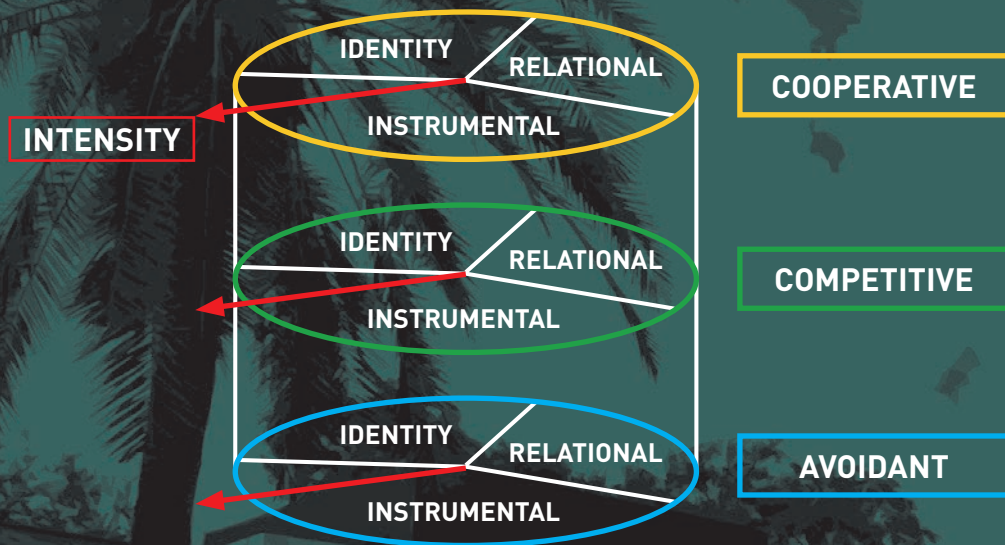 IDENTITY
RELATIONAL
COOPERATIVE
INTENSITY
INSTRUMENTAL
IDENTITY
RELATIONAL
COMPETITIVE
INSTRUMENTAL
IDENTITY
RELATIONAL
AVOIDANT
INSTRUMENTAL